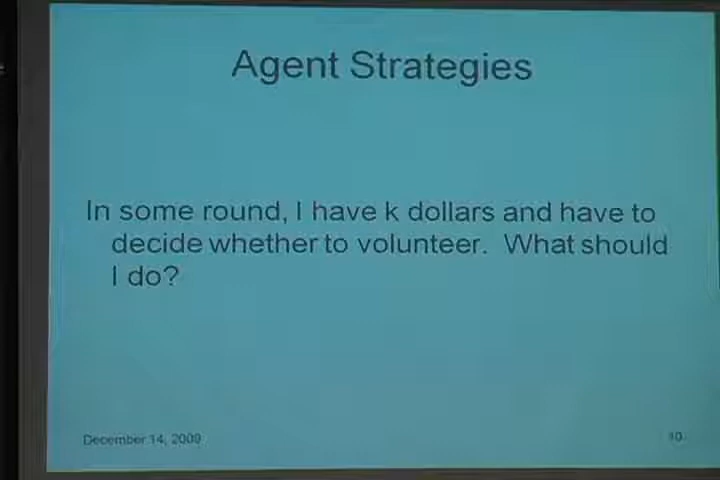 Agent Strategies
In some round, I have k dollars and have to
decide whether to volunteer. What should
I do?
December 14, 2009
10